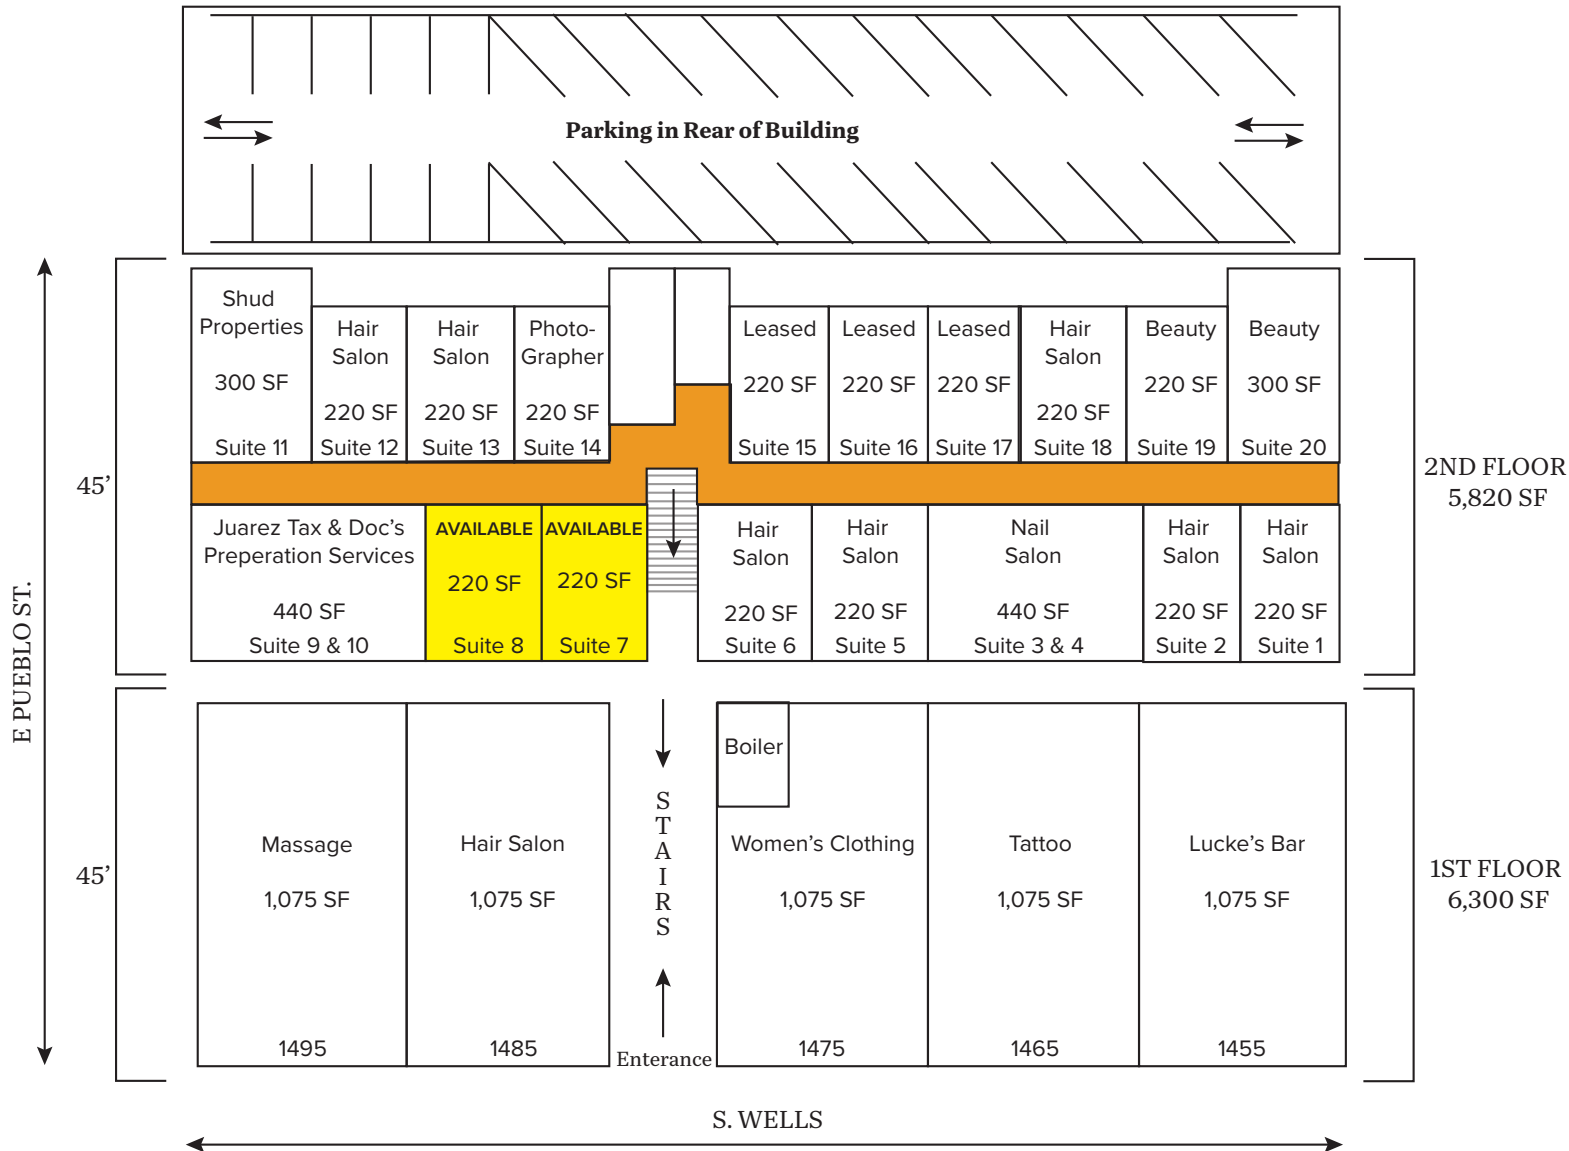 Parking in Rear of Building
Shud
Properties
300 SF
Suite 11
Hair
Salon
220 SF
Suite 12
Hair
Salon
220 SF
Suite 13
Photo-
Grapher
220 SF
Suite 14
Leased
220 SF
Suite 15
Leased
220 SF
Suite 16
Leased
220 SF
Suite 17
Hair
Salon
220 SF
Suite 18
Beauty
220 SF
Suite 19
Beauty
300 SF
Suite 20
45’
2ND FLOOR
5,820 SF
Juarez Tax & Doc’s
Preperation Services
440 SF
Suite 9 & 10
AVAILABLE
220 SF
Suite 8
AVAILABLE
220 SF
Suite 7
Hair
Salon
220 SF
Suite 6
Hair
Salon
220 SF
Suite 5
Nail
Salon
440 SF
Suite 3 & 4
Hair
Salon
220 SF
Suite 2
Hair
Salon
220 SF
Suite 1
E PUEBLO ST.
45’
Massage
1,075 SF
1495
Hair Salon
1,075 SF
1485
STAIRS
Enterance
Boiler
Women’s Clothing
1,075 SF
1475
Tattoo
1,075 SF
1465
Lucke’s Bar
1,075 SF
1455
1ST FLOOR
6,300 SF
S. WELLS